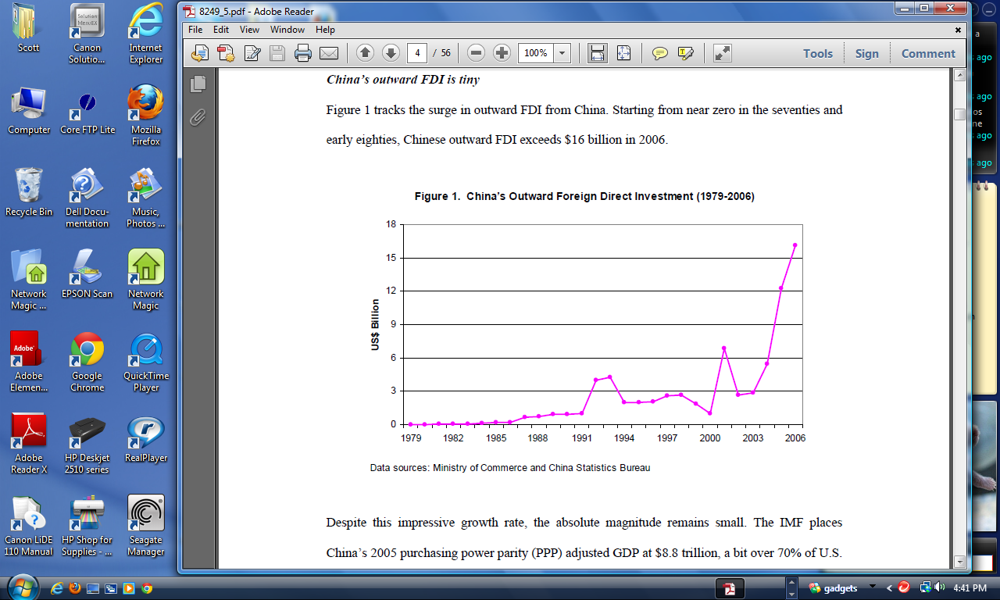 8249_5.pdf - Adobe Reader
File Edit View Window Help
4 / 56
100%
Tools Sign Comment
China's outward FDI is tiny
Figure 1 tracks the surge in outward FDI from China. Starting from near zero in the seventies and
early eighties, Chinese outward FDI exceeds $16 billion in 2006.
Figure 1. China's Outward Foreign Direct Investment (1979-2006)
18
15
12
9
6
3
0
US$ Billion
1979 1982 1985 1988 1991 1994 1997 2000 2003 2006
Data sources: Ministry of Commerce and China Statistics Bureau
Despite this impressive growth rate, the absolute magnitude remains small. The IMF places
China's 2005 purchasing power parity (PPP) adjusted GDP at $8.8 trillion, a bit over 70% of U.S.
Scott
Solution
Menu EX
Canon
Solutio...
Internet
Explorer
Computer
Core FTP Lite
Mozilla
Firefox
Recycle Bin
Dell Docu-
mentation
Music,
Photos ...
Network
Magic ...
EPSON Scan
Network
Magic
Adobe
Adobe
Elemen...
Google
Chrome
QuickTime
Player
Adobe
Reader X
HP Deskjet
2510 series
RealPlayer
Canon LiDE
110 Manual
HP Shop for
Supplies - ...
Seagate
Manager
a
ago
ago
os
ne
ago
ago
gadgets
4:41 PM